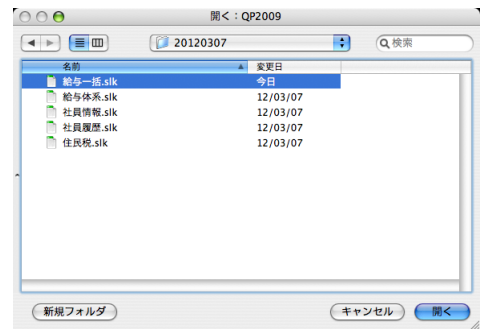 開く：QP2009
20120307
検索
名前 変更日
給与一括.slk 今日
給与体系.slk 12/03/07
社員情報.slk 12/03/07
社員履歴.slk 12/03/07
住民税.slk 12/03/07
新規フォルダ キャンセル 開く